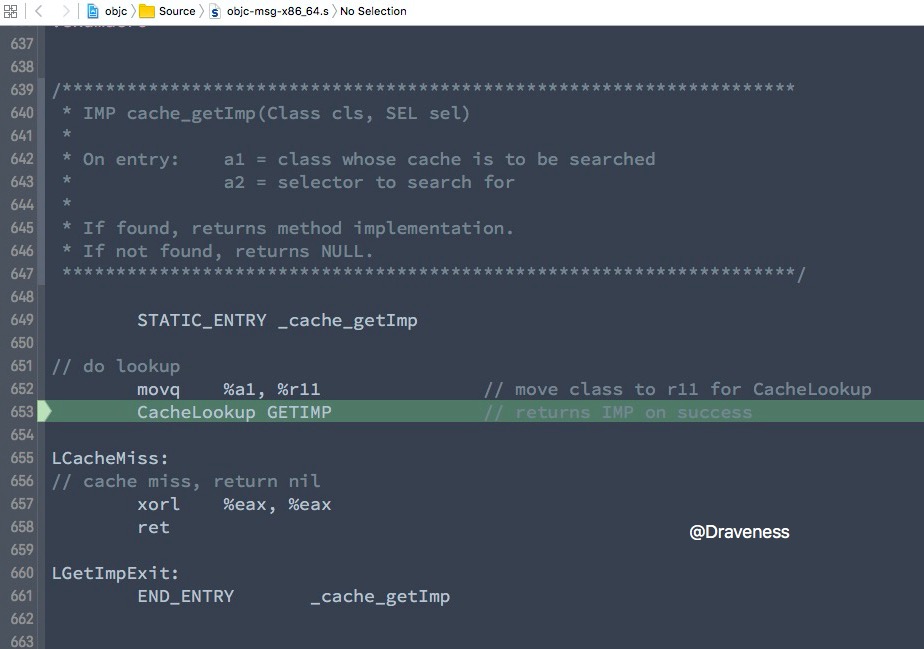 objc 〉 Source 〉 objc-msg-x86_64.s 〉 No Selection
637
638
639 /********************************************************************
640  * IMP cache_getImp(Class cls, SEL sel)
641  *
642  * On entry:    a1 = class whose cache is to be searched
643  *              a2 = selector to search for
644  *
645  * If found, returns method implementation.
646  * If not found, returns NULL.
647  ********************************************************************/
648
649         STATIC_ENTRY _cache_getImp
650
651 // do lookup
652         movq    %a1, %r11               // move class to r11 for CacheLookup
653         CacheLookup GETIMP              // returns IMP on success
654
655 LCacheMiss:
656 // cache miss, return nil
657         xorl    %eax, %eax
658         ret
@Draveness
659
660 LGetImpExit:
661         END_ENTRY       _cache_getImp
662
663